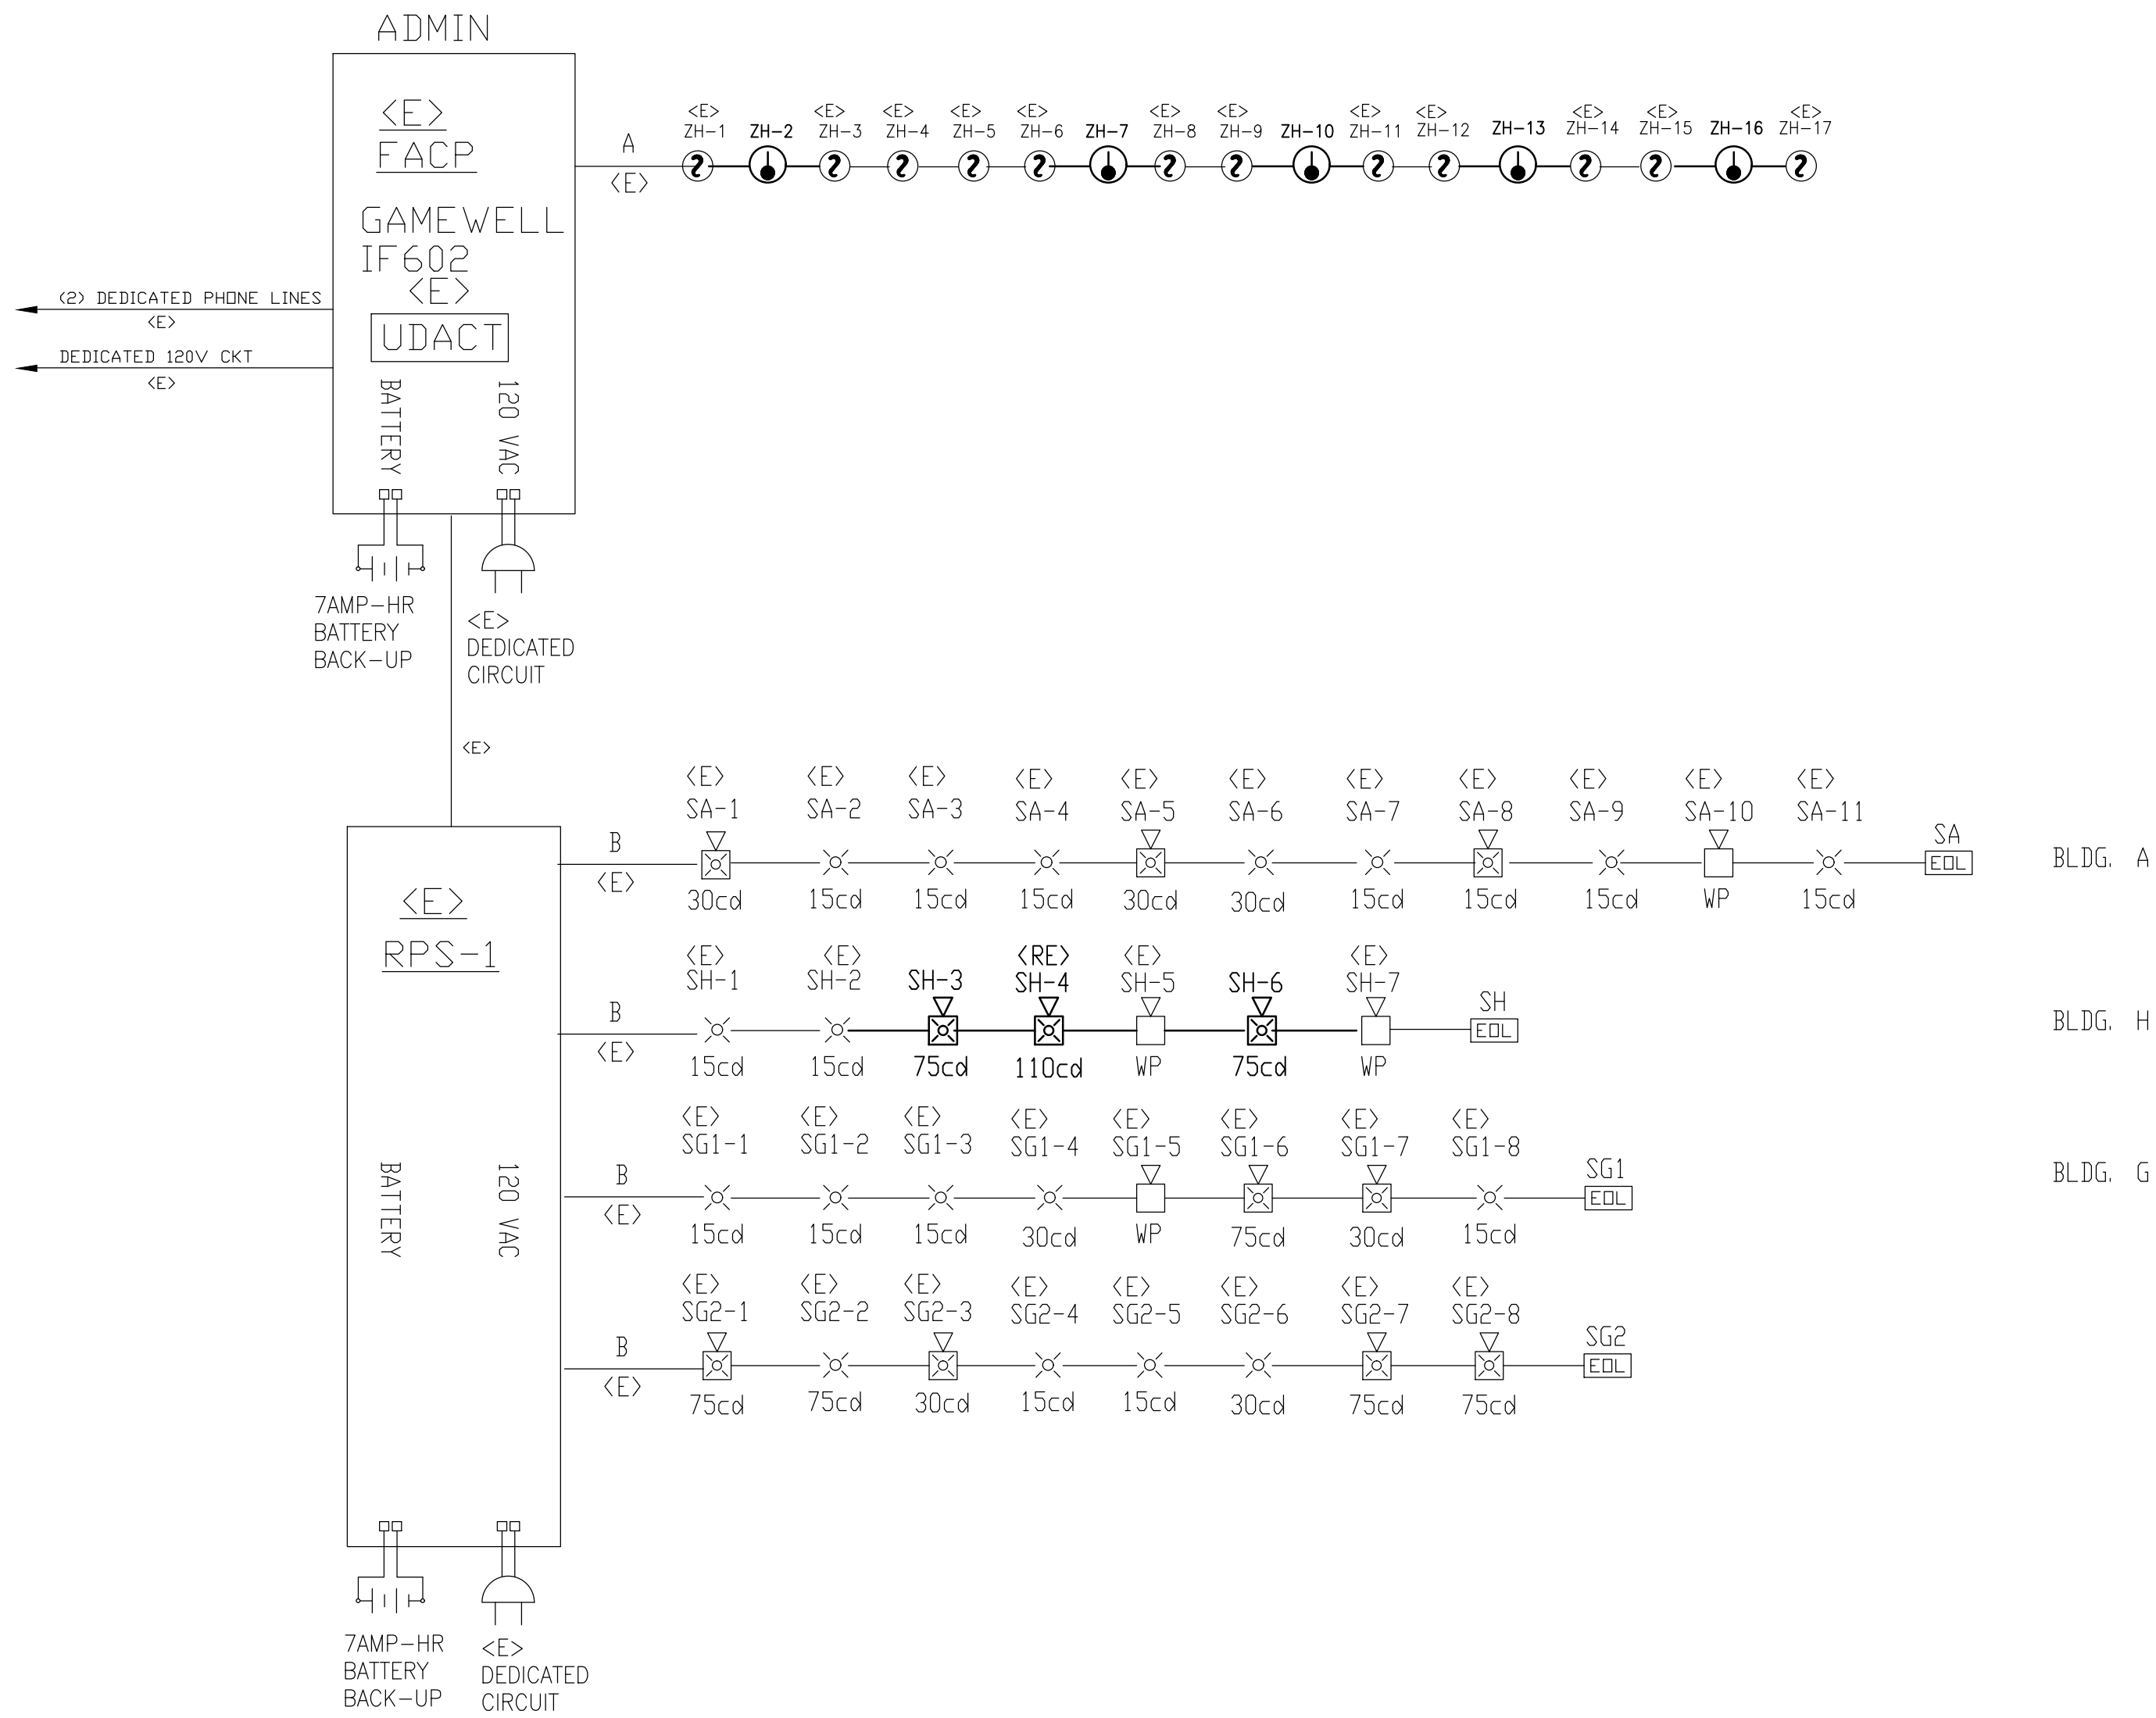 ADMIN
<E>
FACP
GAMEWELL
IF602
<E>
UDACT
(2) DEDICATED PHONE LINES
<E>
DEDICATED 120V CKT
<E>
BATTERY
120 VAC
7AMP-HR
BATTERY
BACK-UP
<E>
DEDICATED
CIRCUIT
<E>
A
<E>
<E> <E> <E> <E> <E> <E> <E> <E> <E> <E> <E> <E>
ZH-1 ZH-2 ZH-3 ZH-4 ZH-5 ZH-6 ZH-7 ZH-8 ZH-9 ZH-10 ZH-11 ZH-12 ZH-13 ZH-14 ZH-15 ZH-16 ZH-17
<E>
RPS-1
BATTERY
120 VAC
7AMP-HR
BATTERY
BACK-UP
<E>
DEDICATED
CIRCUIT
<E> <E> <E> <E> <E> <E> <E> <E> <E> <E> <E>
SA-1 SA-2 SA-3 SA-4 SA-5 SA-6 SA-7 SA-8 SA-9 SA-10 SA-11
B
<E>
SA
EOL
BLDG. A
30cd 15cd 15cd 15cd 30cd 30cd 15cd 15cd 15cd WP 15cd
<E> <E> <RE> <E> <E>
SH-1 SH-2 SH-3 SH-4 SH-5 SH-6 SH-7
B
<E>
SH
EOL
BLDG. H
15cd 15cd 75cd 110cd WP 75cd WP
<E> <E> <E> <E> <E> <E> <E> <E>
SG1-1 SG1-2 SG1-3 SG1-4 SG1-5 SG1-6 SG1-7 SG1-8
B
<E>
SG1
EOL
BLDG. G
15cd 15cd 15cd 30cd WP 75cd 30cd 15cd
<E> <E> <E> <E> <E> <E> <E> <E>
SG2-1 SG2-2 SG2-3 SG2-4 SG2-5 SG2-6 SG2-7 SG2-8
B
<E>
SG2
EOL
75cd 75cd 30cd 15cd 15cd 30cd 75cd 75cd